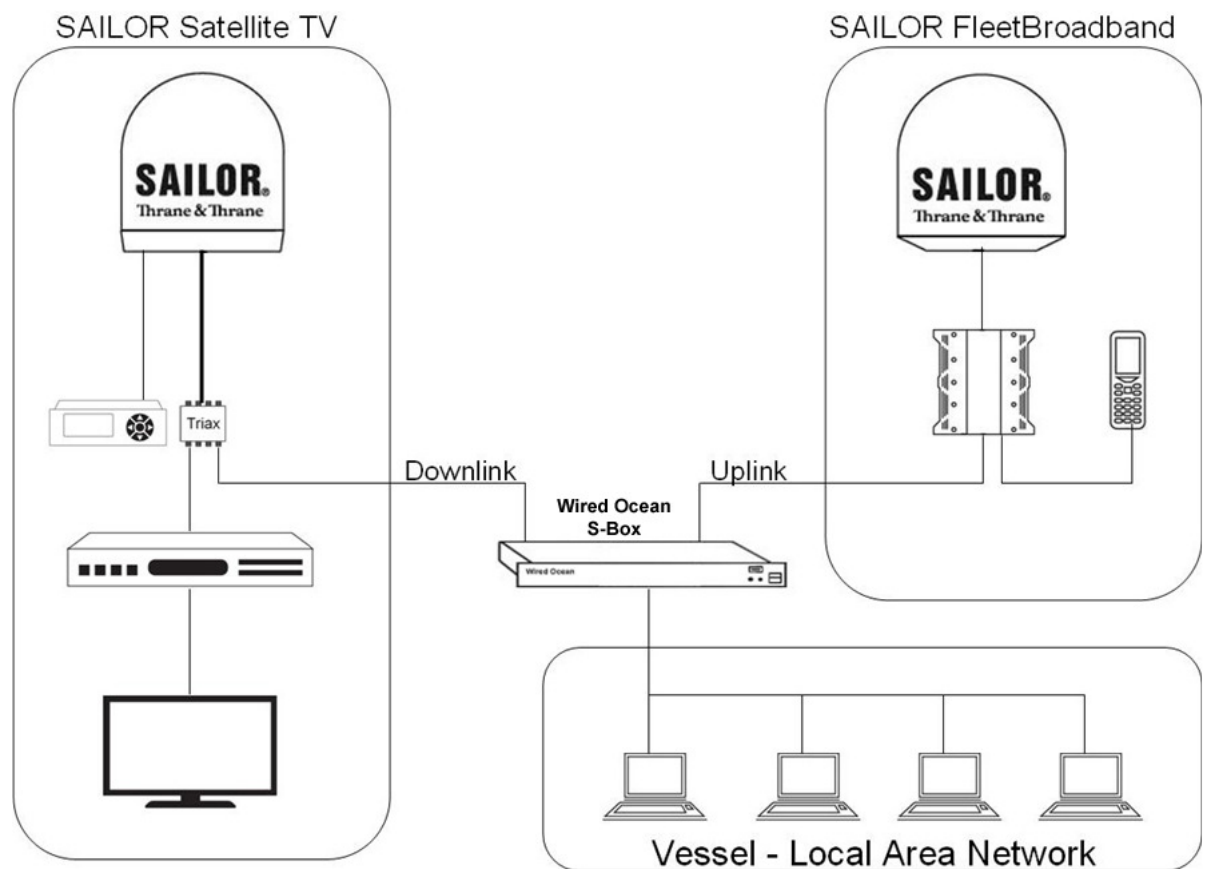 SAILOR Satellite TV
SAILOR FleetBroadband
SAILOR®
Thrane & Thrane
SAILOR®
Thrane & Thrane
Triax
Downlink
Uplink
Wired Ocean
S-Box
Wired Ocean
Vessel - Local Area Network